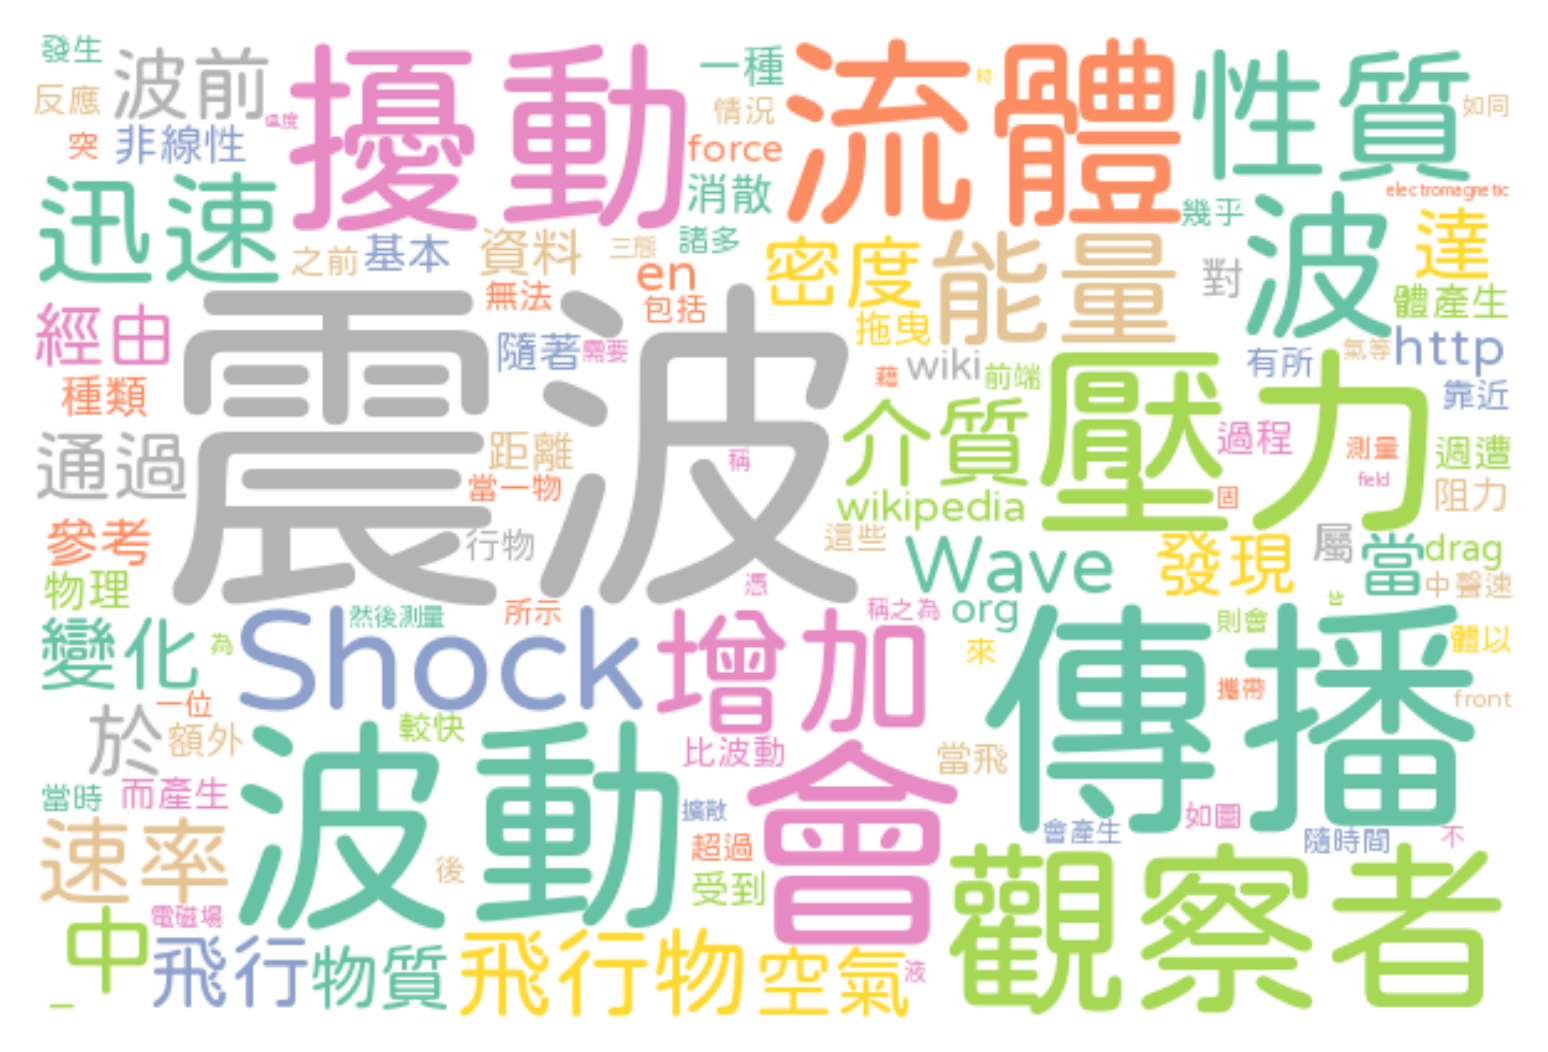 發生 波前 擾動 一種 流體 時 性質
反應 情況 如同
突 非線性 溫度 force
迅速 消散 幾乎 波 electromagnetic
之前 基本 資料 三態 諸多 密度 能量 對 達
en
經由 無法 包括 拖曳 體產生
震波 隨著 需要 wiki 前端 壓力 有所 氣等 http
種類 藉 靠近
通過 距離 稱 介質 過程 測量 週遭
當一物 wikipedia 固 field 阻力
參考 行物 這些 Wave 發現 屬 當 drag
物理 憑 皆 中聲速
變化 為 Shock 然後測量 所示 增加 稱之為 org 傳播 則會 體以
一位 來 攜帶 front
於 額外 較快 比波動 當飛
當時 而產生 波動 擴散 會 會產生 如圖 隨時間 不
速率 後 超過 觀察者
中 電磁場 受到
一 飛行 物質 飛行物 空氣 液